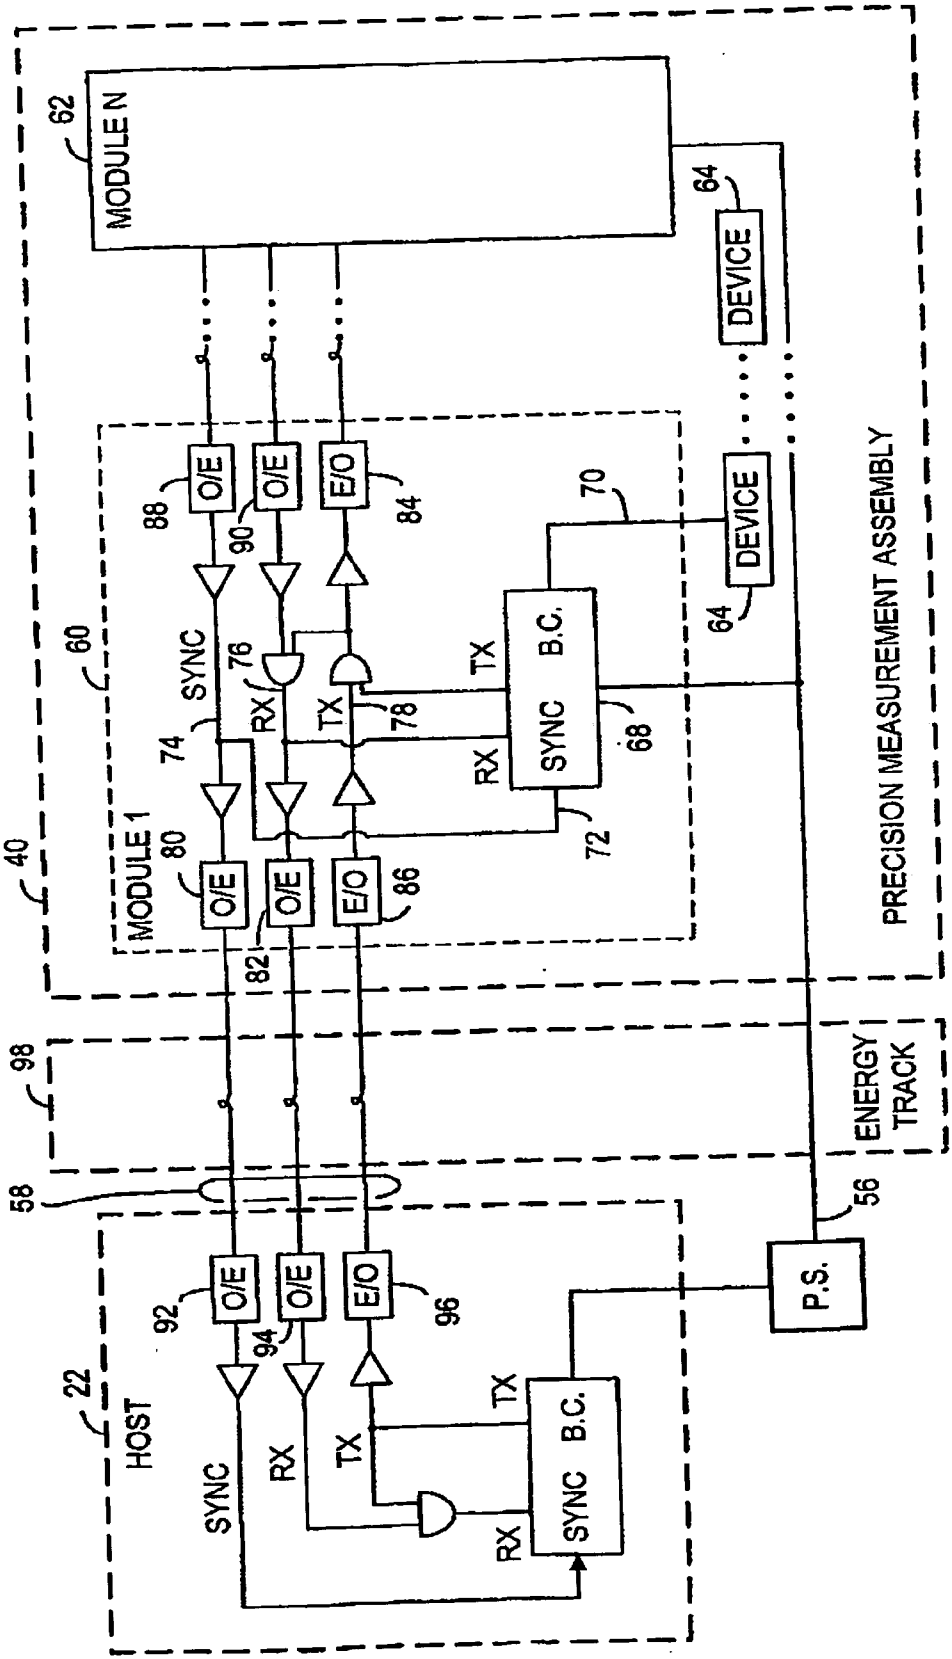 40
62
MODULE N
60
MODULE 1
88
O/E
90
O/E
E/O
84
SYNC
74
76
RX
TX
78
80
O/E
82
O/E
E/O
86
RX
TX
SYNC
B.C.
68
70
72
DEVICE
64
DEVICE
64
PRECISION MEASUREMENT ASSEMBLY
98
ENERGY
TRACK
58
56
P.S.
22
HOST
92
O/E
94
O/E
E/O
96
SYNC
RX
TX
RX
TX
SYNC
B.C.